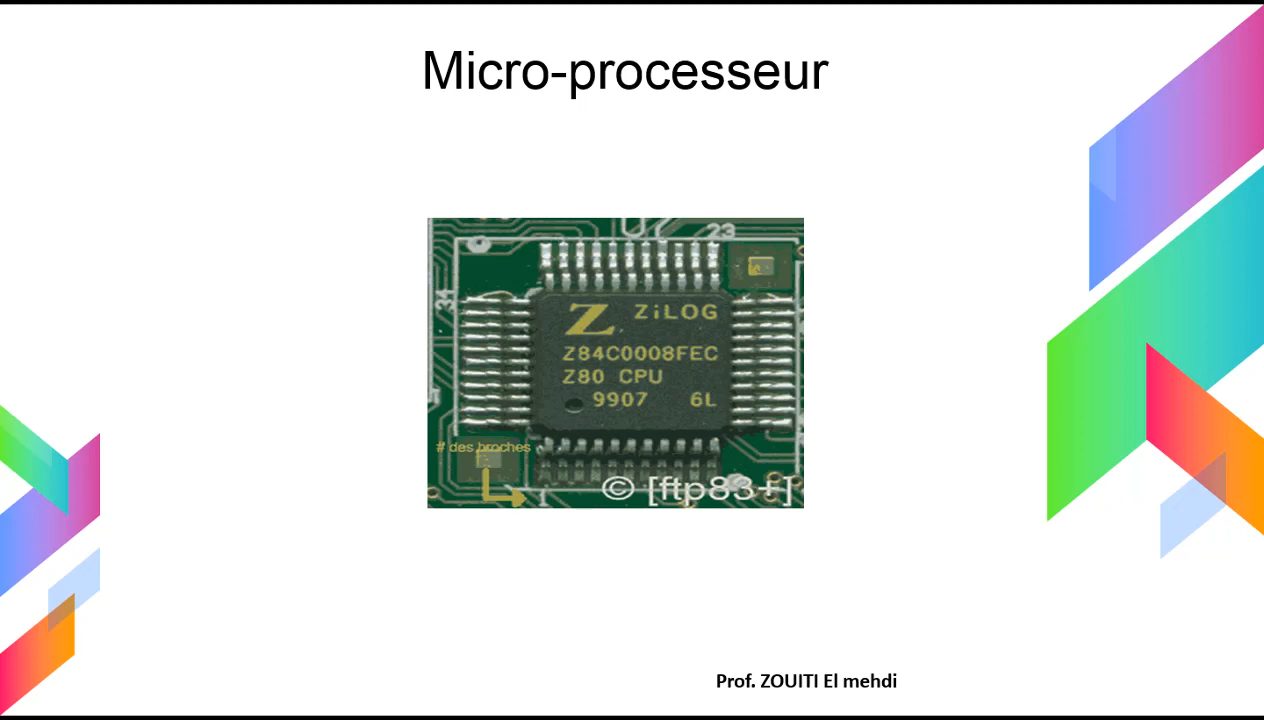 Micro-processeur
23
34
Z ZiLOG
Z84C0008FEC
Z80 CPU
9907 6L
# des broches
1
© [ftp83+]
Prof. ZOUITI El mehdi